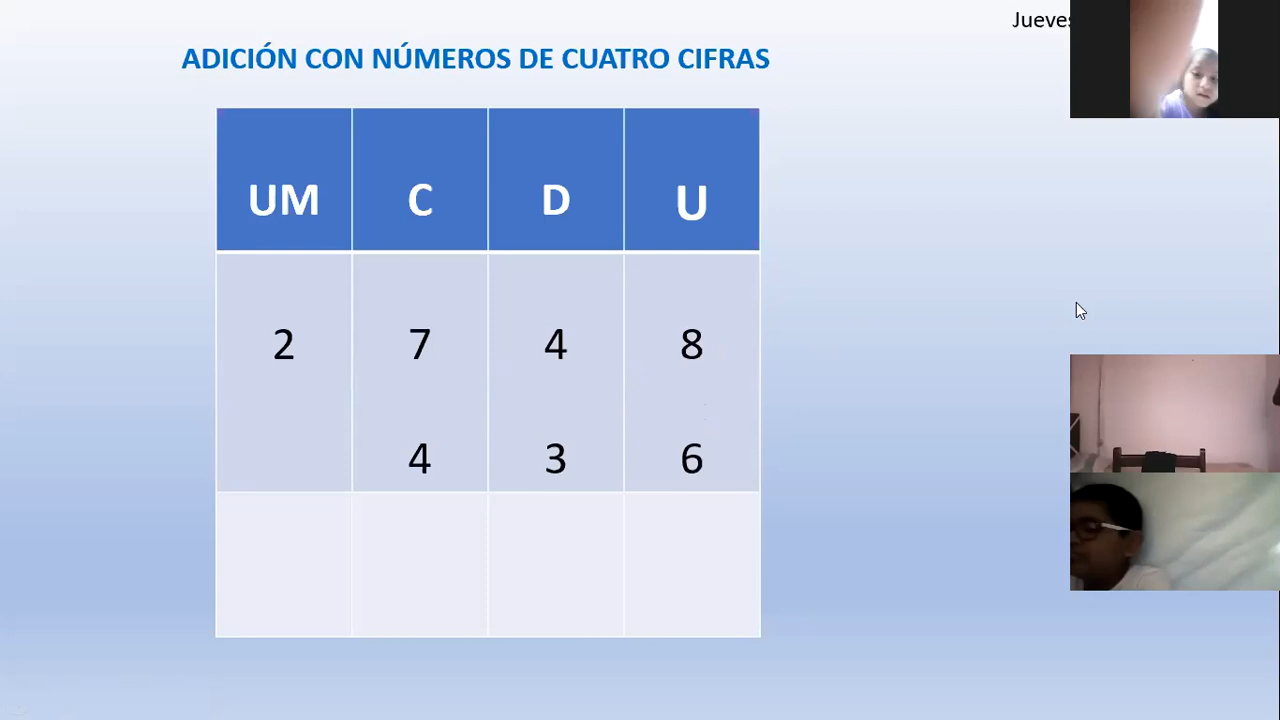 Jueves
ADICIÓN CON NÚMEROS DE CUATRO CIFRAS
UM C D U
2 7 4 8
4 3 6